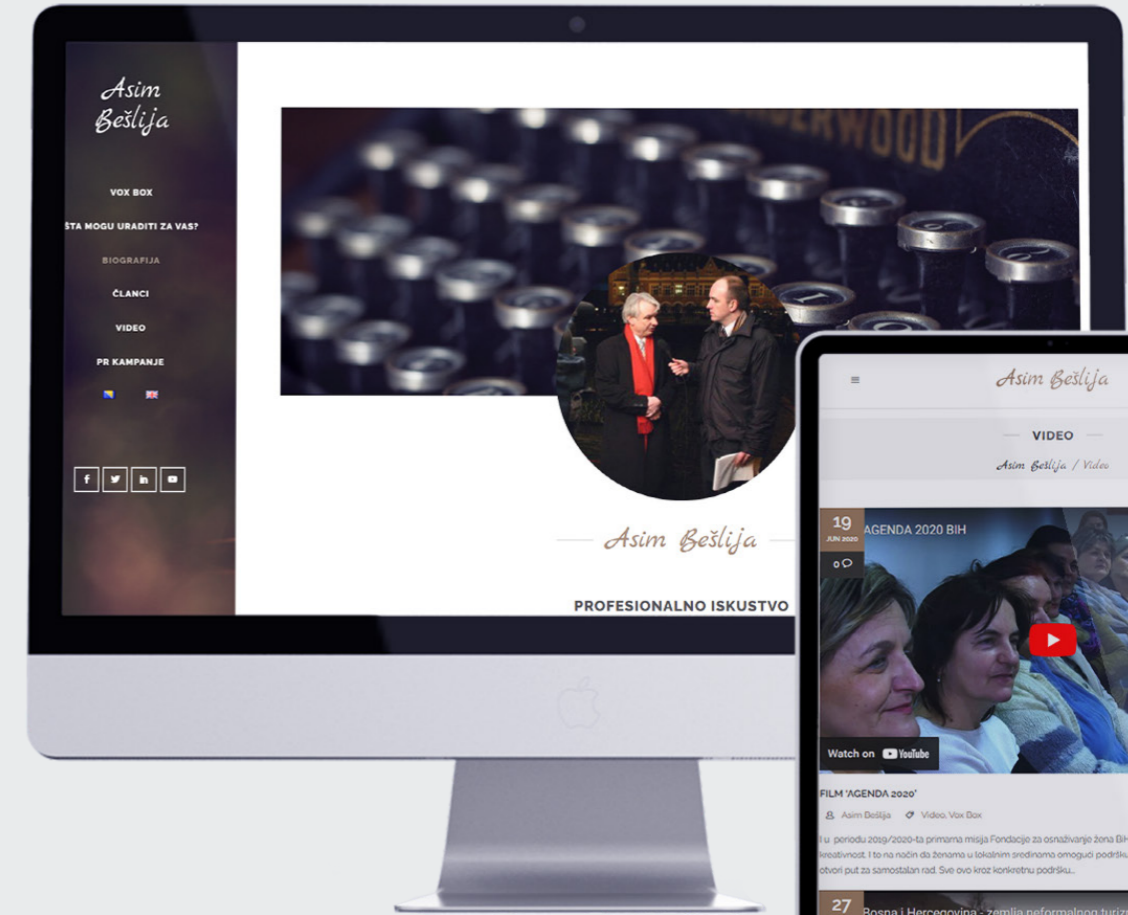 Asim
Bešlija
VOX BOX
ŠTA MOGU URADITI ZA VAS?
BIOGRAFIJA
ČLANCI
VIDEO
PR KAMPANJE
Asim Bešlija
PROFESIONALNO ISKUSTVO
Asim Bešlija
VIDEO
Asim Bešlija / Video
19
JUN 2020
0
AGENDA 2020 BIH
Watch on YouTube
FILM 'AGENDA 2020'
Asim Bešlija Video, Vox Box
I u periodu 2019/2020-ta primarna misija Fondacije za osnaživanje žena BiH
kreativnost. I to na način da ženama u lokalnim sredinama omogući podršku
otvori put za samostalan rad. Sve ovo kroz konkretnu podršku...
27
Bosna i Hercegovina - zemlja neformalnog